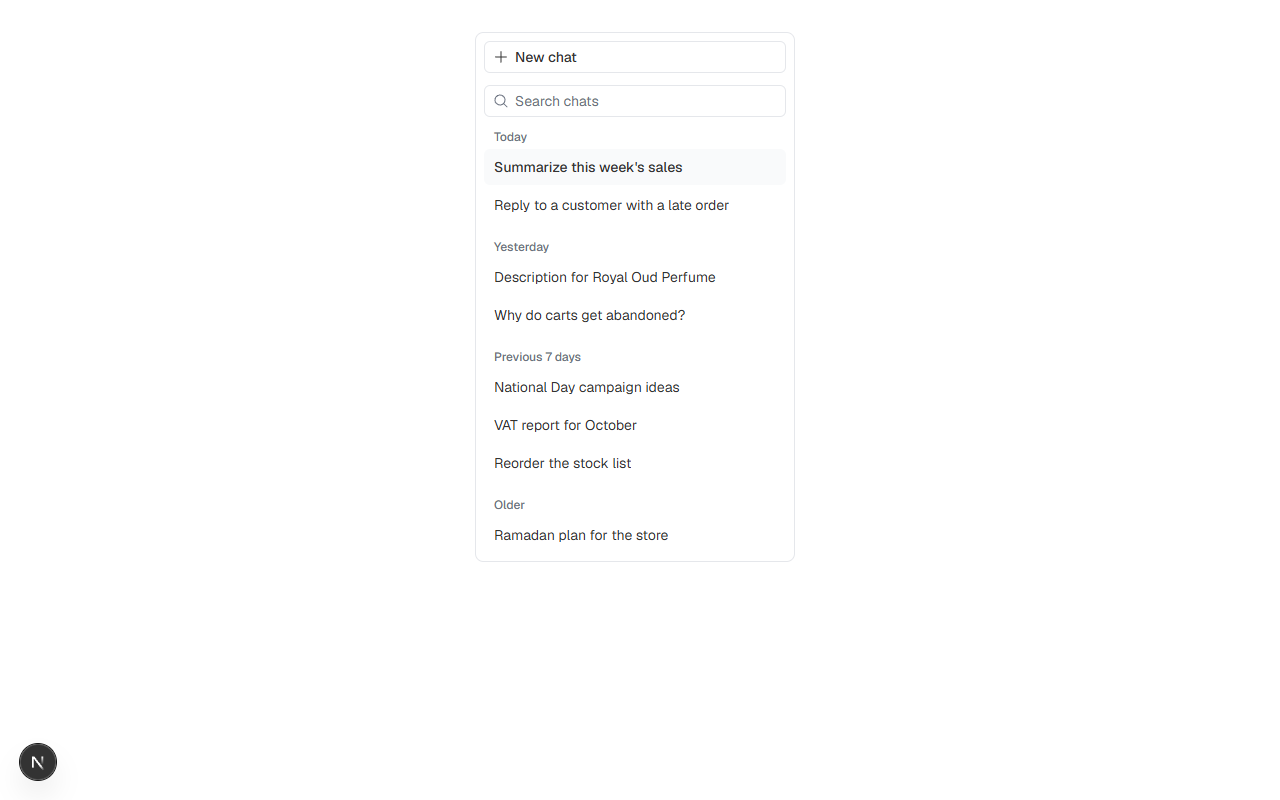 New chat
Search chats
Today
Summarize this week's sales
Reply to a customer with a late order
Yesterday
Description for Royal Oud Perfume
Why do carts get abandoned?
Previous 7 days
National Day campaign ideas
VAT report for October
Reorder the stock list
Older
Ramadan plan for the store
N